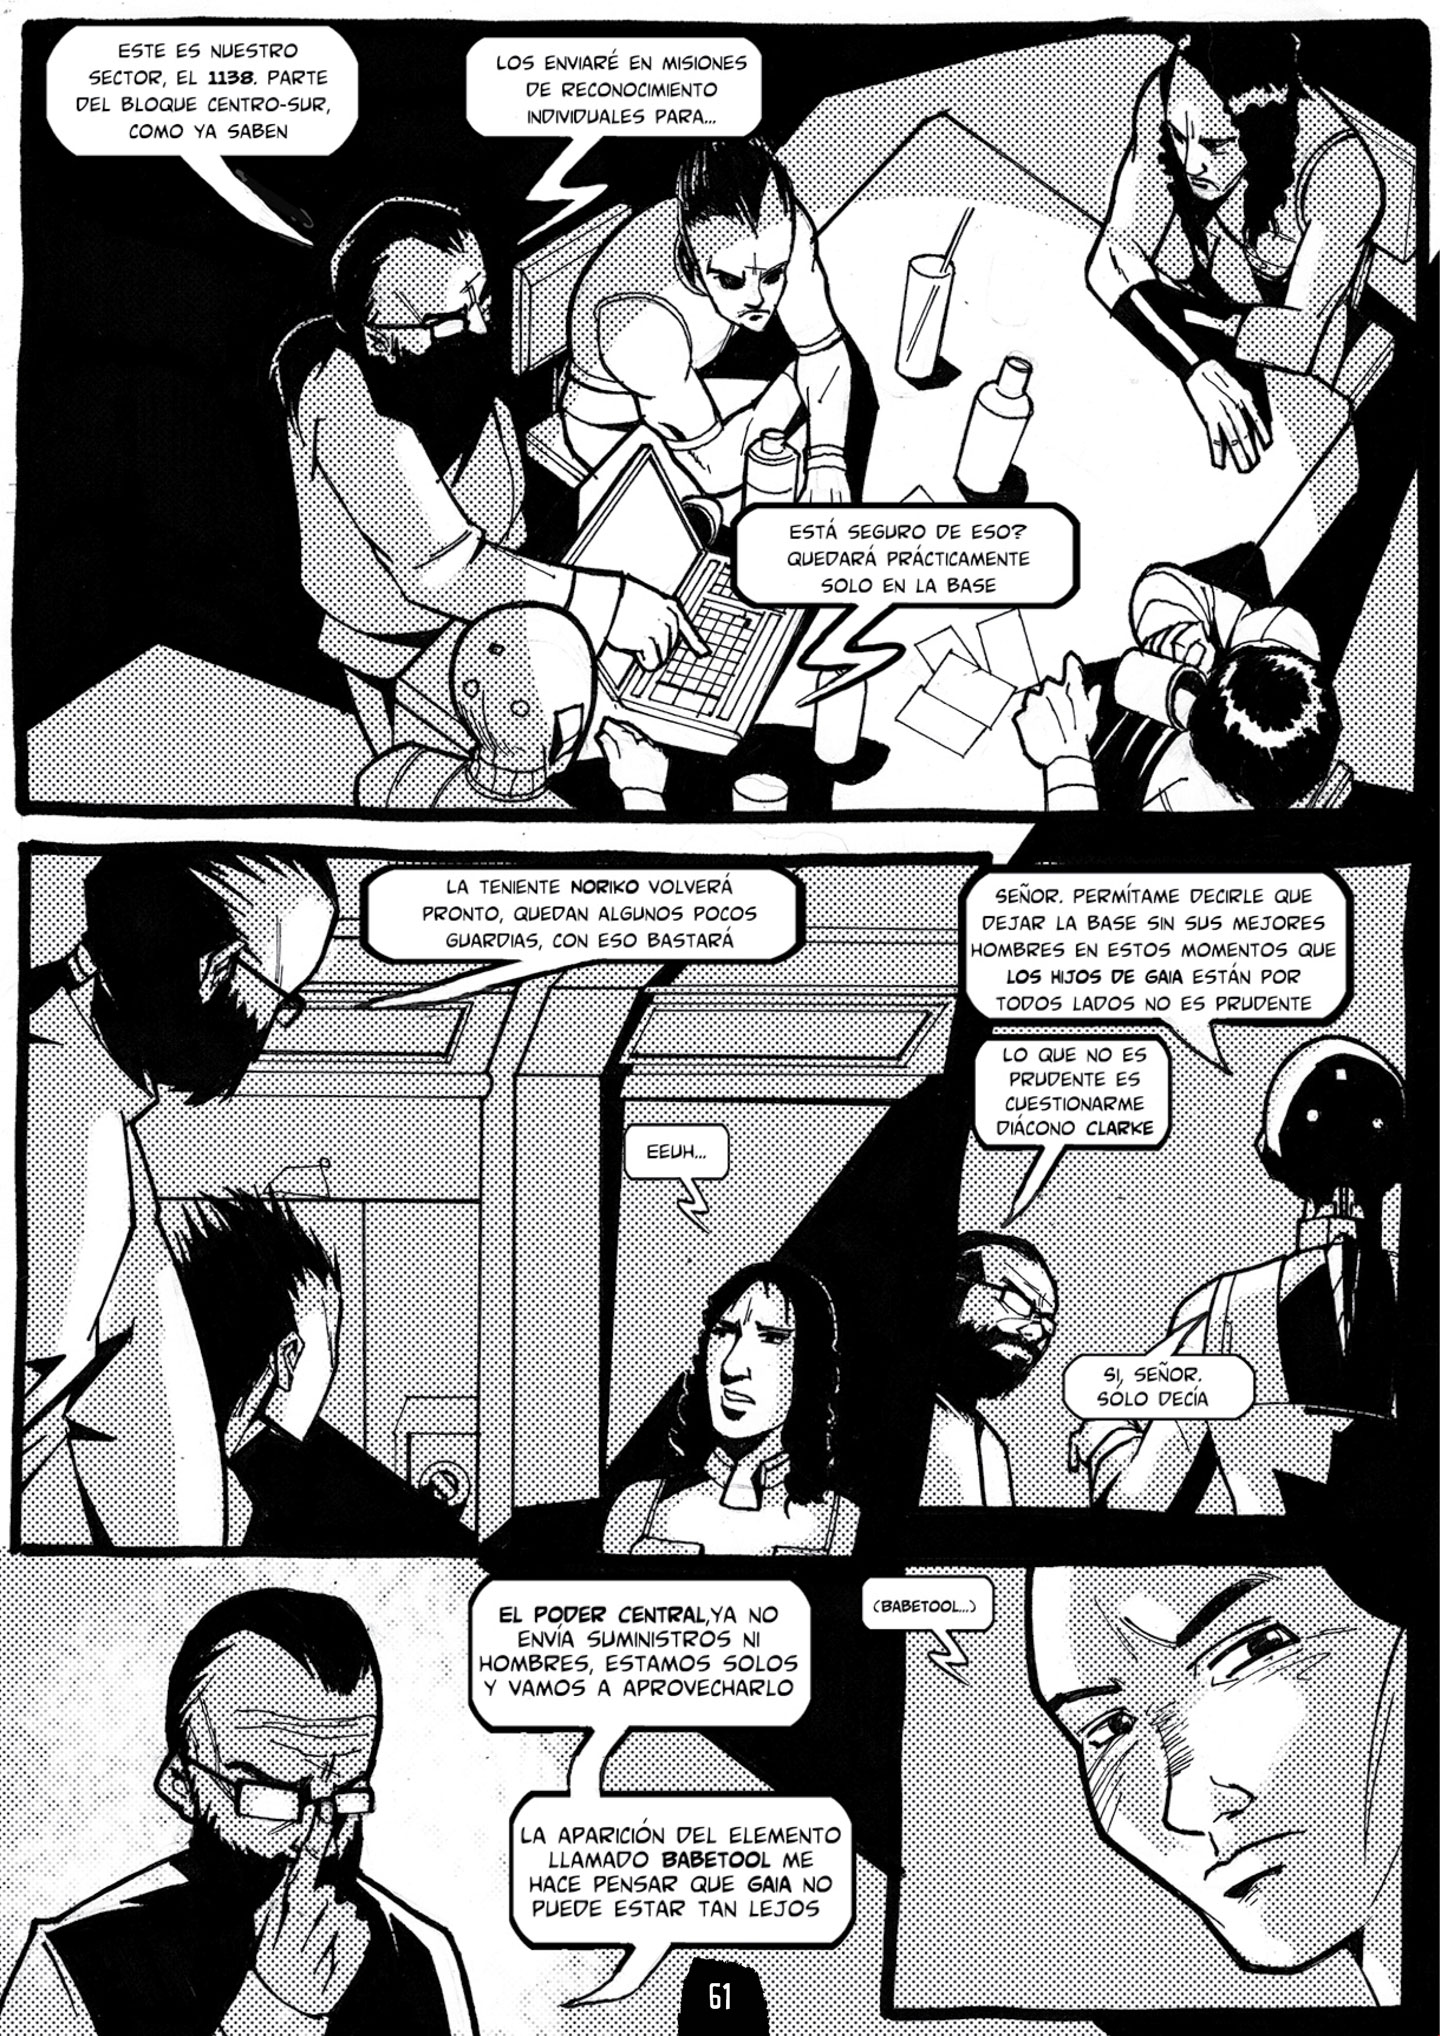 ESTE ES NUESTRO
SECTOR, EL 1138. PARTE
DEL BLOQUE CENTRO-SUR,
COMO YA SABEN
LOS ENVIARÉ EN MISIONES
DE RECONOCIMIENTO
INDIVIDUALES PARA...
ESTÁ SEGURO DE ESO?
QUEDARÁ PRÁCTICAMENTE
SOLO EN LA BASE
LA TENIENTE NORIKO VOLVERÁ
PRONTO, QUEDAN ALGUNOS POCOS
GUARDIAS, CON ESO BASTARÁ
EEUH...
SEÑOR. PERMÍTAME DECIRLE QUE
DEJAR LA BASE SIN SUS MEJORES
HOMBRES EN ESTOS MOMENTOS QUE
LOS HIJOS DE GAIA ESTÁN POR
TODOS LADOS NO ES PRUDENTE
LO QUE NO ES
PRUDENTE ES
CUESTIONARME
DIÁCONO CLARKE
SI, SEÑOR.
SÓLO DECÍA
EL PODER CENTRAL,YA NO
ENVÍA SUMINISTROS NI
HOMBRES, ESTAMOS SOLOS
Y VAMOS A APROVECHARLO
LA APARICIÓN DEL ELEMENTO
LLAMADO BABETOOL ME
HACE PENSAR QUE GAIA NO
PUEDE ESTAR TAN LEJOS
(BABETOOL...)
61